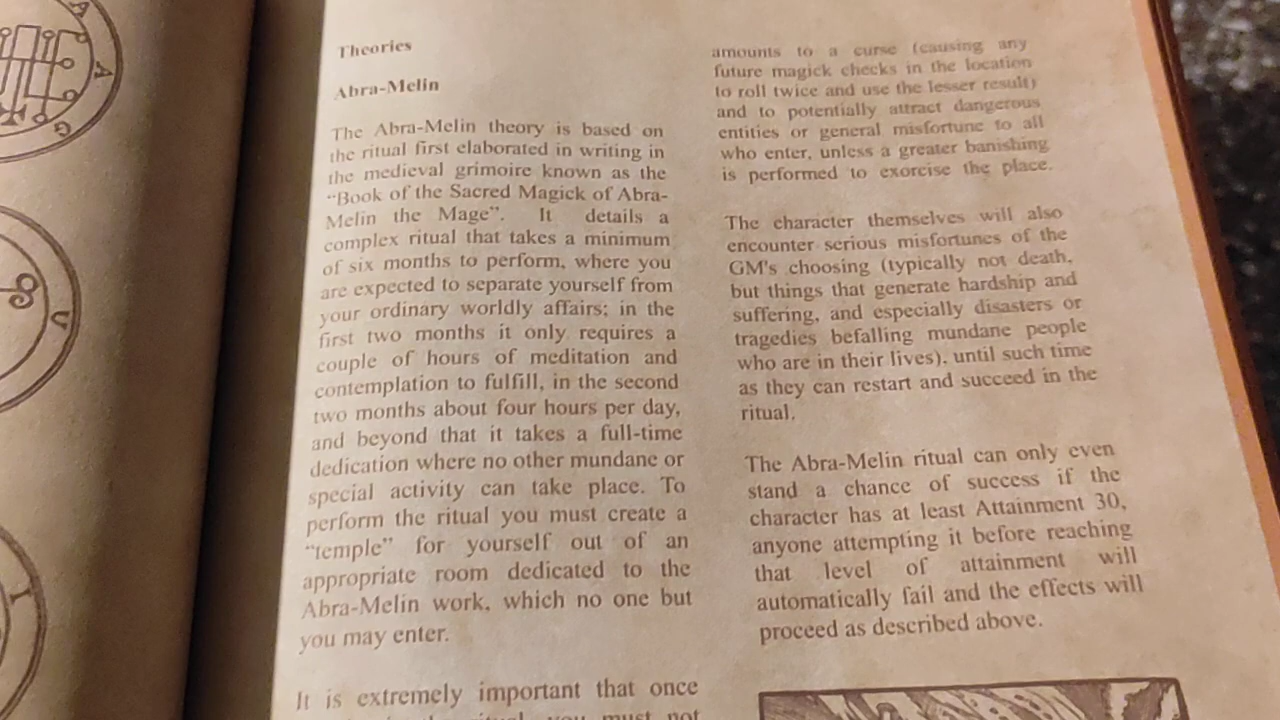 Theories
Abra-Melin
The Abra-Melin theory is based on
the ritual first elaborated in writing in
the medieval grimoire known as the
“Book of the Sacred Magick of Abra-
Melin the Mage”. It details a
complex ritual that takes a minimum
of six months to perform, where you
are expected to separate yourself from
your ordinary worldly affairs; in the
first two months it only requires a
couple of hours of meditation and
contemplation to fulfill, in the second
two months about four hours per day,
and beyond that it takes a full-time
dedication where no other mundane or
special activity can take place. To
perform the ritual you must create a
“temple” for yourself out of an
appropriate room dedicated to the
Abra-Melin work, which no one but
you may enter.
It is extremely important that once
ritual, you must not
amounts to a curse (causing any
future magick checks in the location
to roll twice and use the lesser result)
and to potentially attract dangerous
entities or general misfortune to all
who enter, unless a greater banishing
is performed to exorcise the place.
The character themselves will also
encounter serious misfortunes of the
GM's choosing (typically not death,
but things that generate hardship and
suffering, and especially disasters or
tragedies befalling mundane people
who are in their lives), until such time
as they can restart and succeed in the
ritual.
The Abra-Melin ritual can only even
stand a chance of success if the
character has at least Attainment 30,
anyone attempting it before reaching
that level of attainment will
automatically fail and the effects will
proceed as described above.